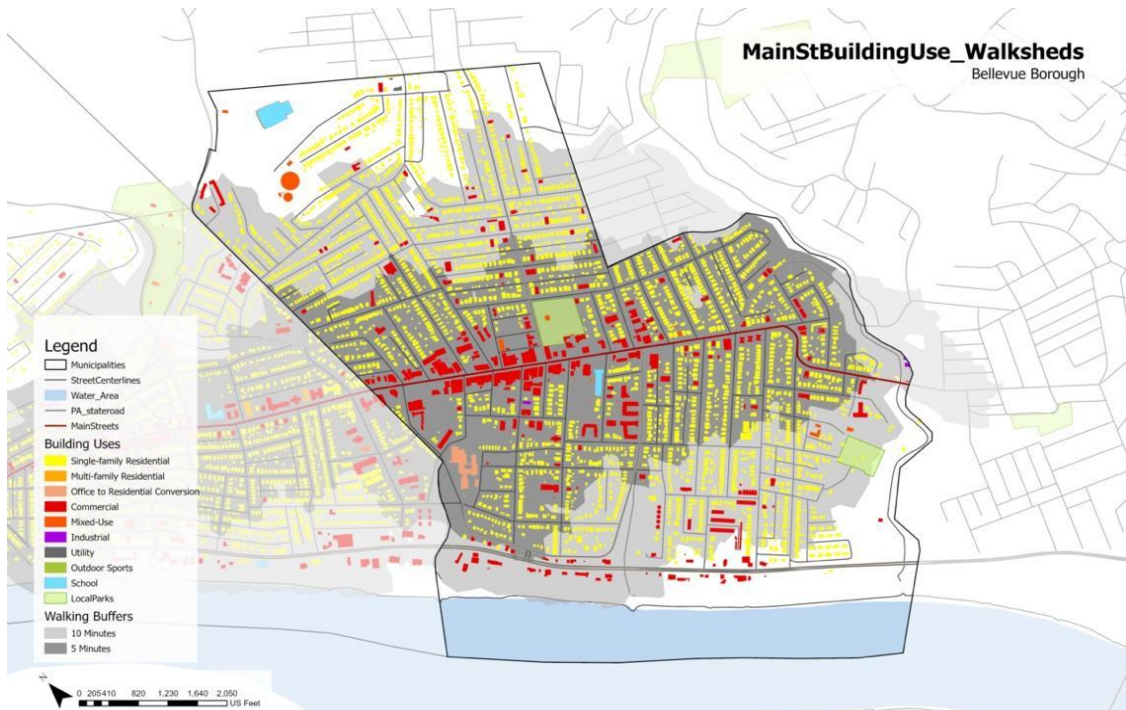 MainStBuildingUse_Walksheds
Bellevue Borough
Legend
Municipalities
StreetCenterlines
Water_Area
PA_stateroad
MainStreets
Building Uses
Single-family Residential
Multi-family Residential
Office to Residential Conversion
Commercial
Mixed-Use
Industrial
Utility
Outdoor Sports
School
LocalParks
Walking Buffers
10 Minutes
5 Minutes
N
0 205410 820 1,230 1,640 2,050
US Feet